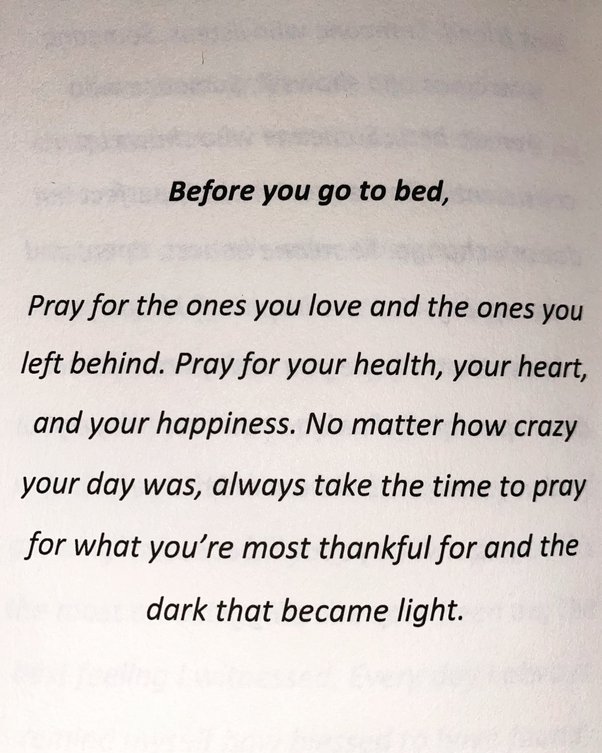 Before you go to bed,
Pray for the ones you love and the ones you
left behind. Pray for your health, your heart,
and your happiness. No matter how crazy
your day was, always take the time to pray
for what you’re most thankful for and the
dark that became light.